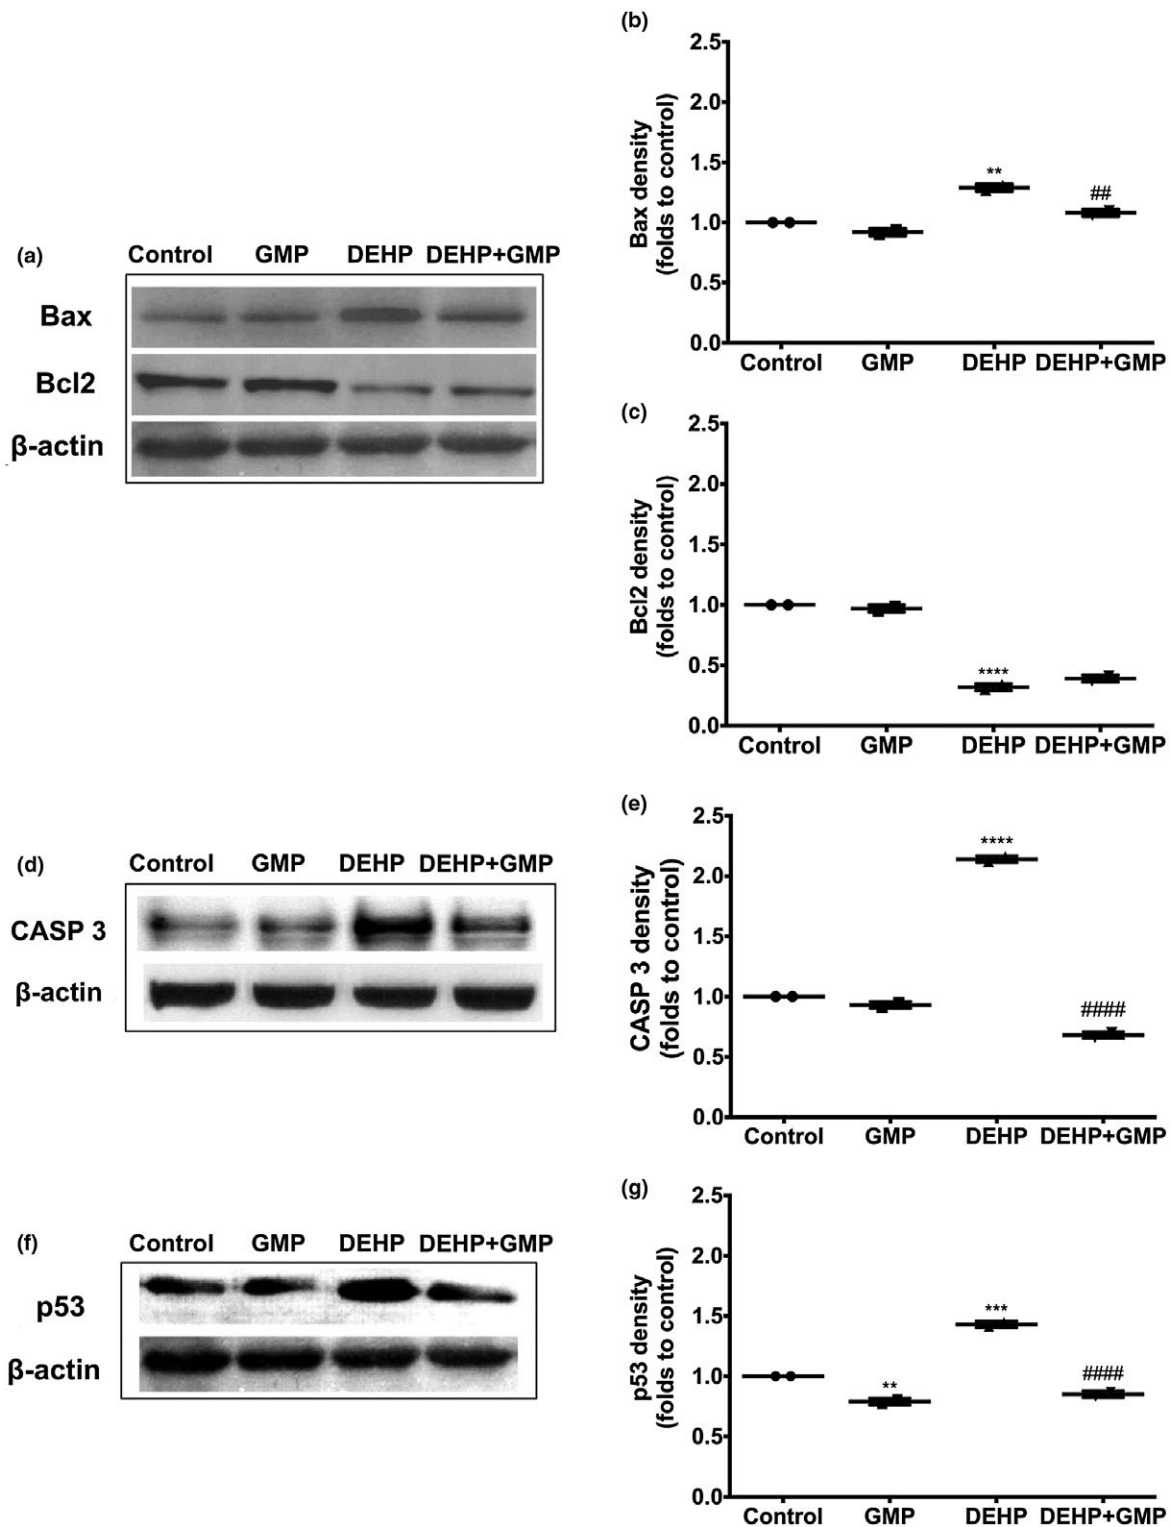 (a)
Control GMP DEHP DEHP+GMP
Bax
Bcl2
β-actin
(b)
Bax density
(folds to control)
2.5
2.0
1.5
1.0
0.5
0.0
**
##
Control GMP DEHP DEHP+GMP
(c)
Bcl2 density
(folds to control)
2.5
2.0
1.5
1.0
0.5
0.0
****
Control GMP DEHP DEHP+GMP
(d)
Control GMP DEHP DEHP+GMP
CASP 3
β-actin
(e)
CASP 3 density
(folds to control)
2.5
2.0
1.5
1.0
0.5
0.0
****
####
Control GMP DEHP DEHP+GMP
(f)
Control GMP DEHP DEHP+GMP
p53
β-actin
(g)
p53 density
(folds to control)
2.5
2.0
1.5
1.0
0.5
0.0
**
***
####
Control GMP DEHP DEHP+GMP